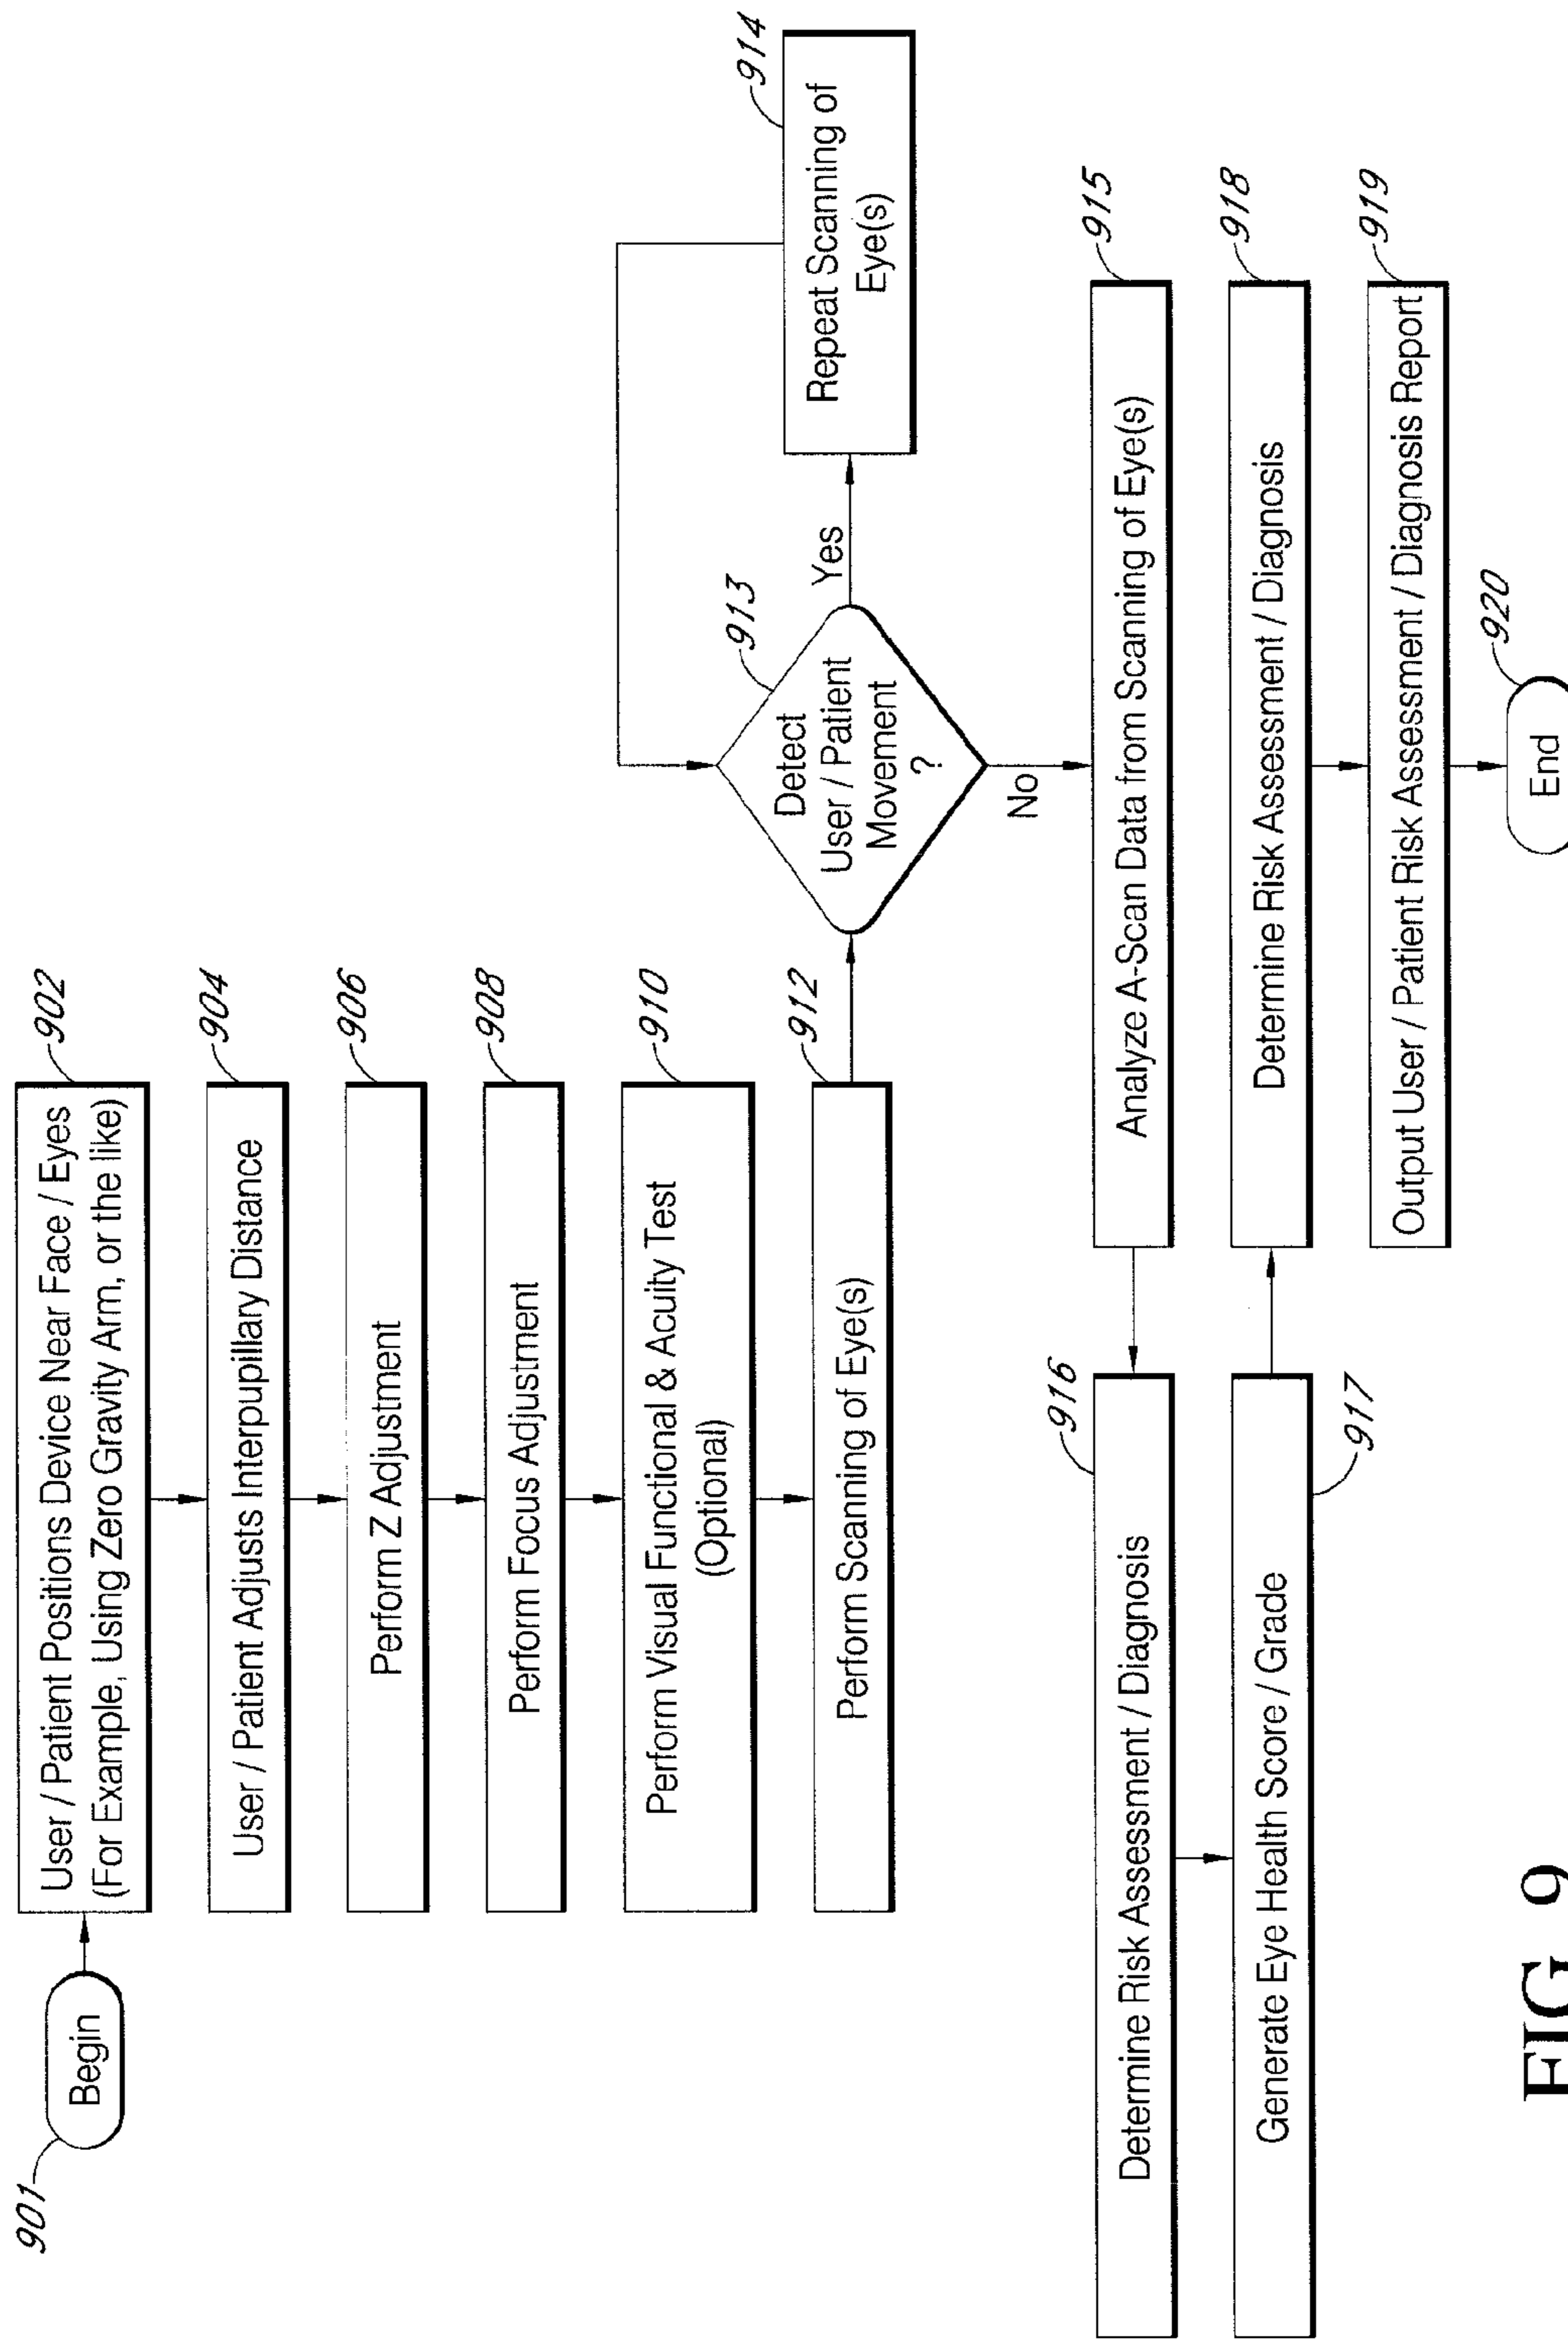 901
Begin
902
User / Patient Positions Device Near Face / Eyes
(For Example, Using Zero Gravity Arm, or the like)
904
User / Patient Adjusts Interpupillary Distance
906
Perform Z Adjustment
908
Perform Focus Adjustment
910
Perform Visual Functional & Acuity Test
(Optional)
912
Perform Scanning of Eye(s)
913
Detect
User / Patient
Movement
?
Yes
914
Repeat Scanning of
Eye(s)
No
915
Analyze A-Scan Data from Scanning of Eye(s)
916
Determine Risk Assessment / Diagnosis
917
Generate Eye Health Score / Grade
918
Determine Risk Assessment / Diagnosis
919
Output User / Patient Risk Assessment / Diagnosis Report
920
End
FIG. 9